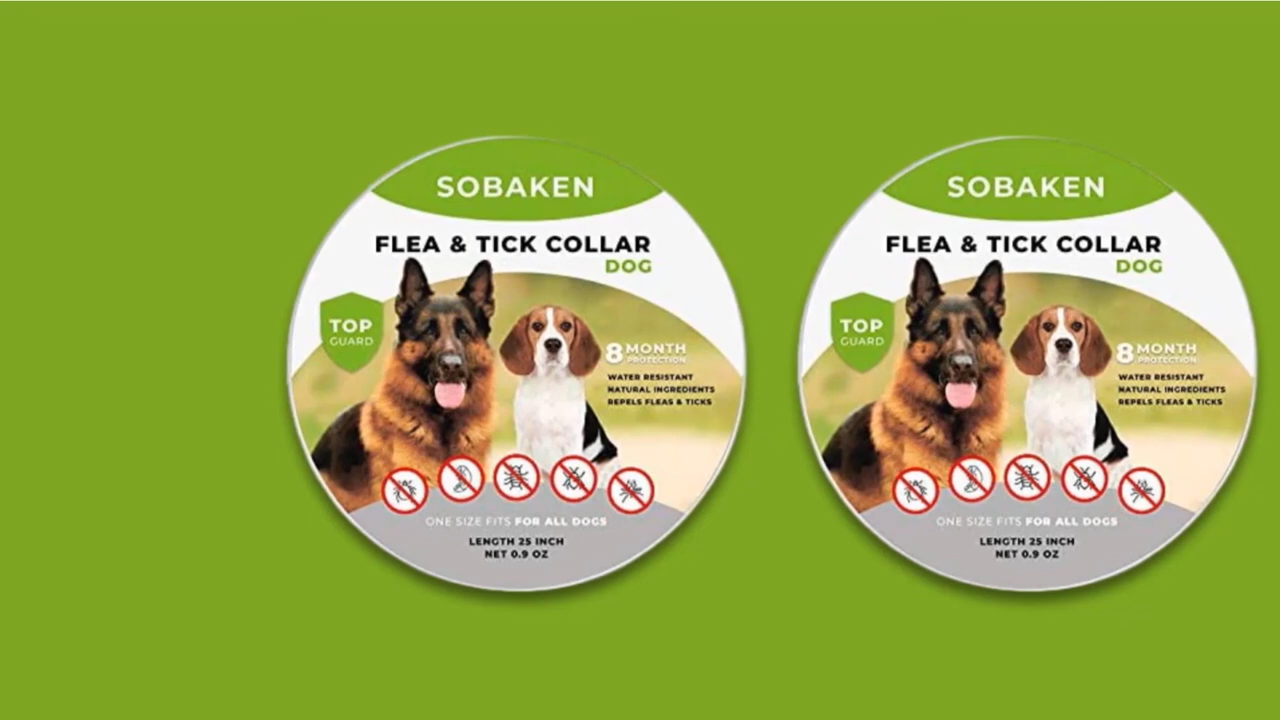 SOBAKEN
FLEA & TICK COLLAR
DOG
TOP
GUARD
8 MONTH
PROTECTION
WATER RESISTANT
NATURAL INGREDIENTS
REPELS FLEAS & TICKS
ONE SIZE FITS FOR ALL DOGS
LENGTH 25 INCH
NET 0.9 OZ
SOBAKEN
FLEA & TICK COLLAR
DOG
TOP
GUARD
8 MONTH
PROTECTION
WATER RESISTANT
NATURAL INGREDIENTS
REPELS FLEAS & TICKS
ONE SIZE FITS FOR ALL DOGS
LENGTH 25 INCH
NET 0.9 OZ